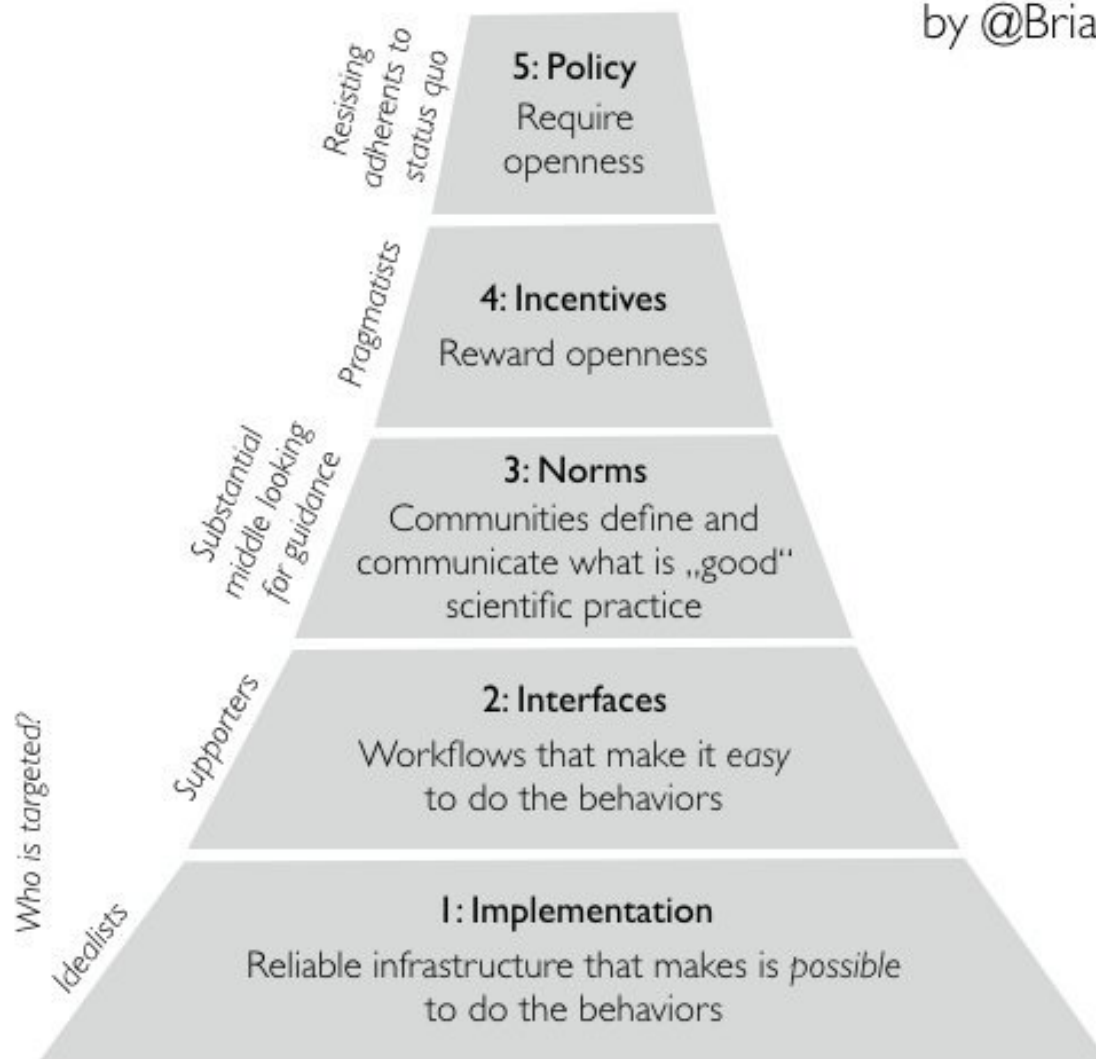 by @Bria
Resisting
adherents to
status quo
5: Policy
Require
openness
Pragmatists
4: Incentives
Reward openness
Substantial
middle looking
for guidance
3: Norms
Communities define and
communicate what is „good“
scientific practice
Supporters
2: Interfaces
Workflows that make it easy
to do the behaviors
Who is targeted?
Idealists
1: Implementation
Reliable infrastructure that makes is possible
to do the behaviors